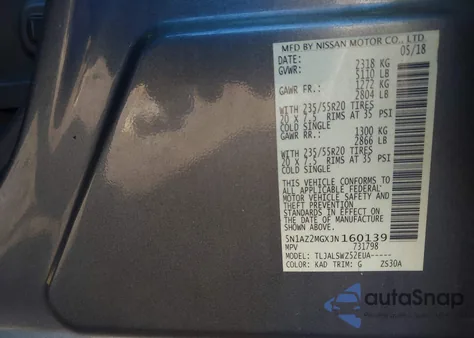 MFD BY NISSAN MOTOR CO., LTD.
DATE: 05/18
GVWR: 2318 KG
5110 LB
GAWR FR.: 1272 KG
2804 LB
WITH 235/55R20 TIRES
20 X 7.5 RIMS AT 35 PSI
COLD SINGLE
GAWR RR.: 1300 KG
2866 LB
WITH 235/55R20 TIRES
20 X 7.5 RIMS AT 35 PSI
COLD SINGLE
THIS VEHICLE CONFORMS TO
ALL APPLICABLE FEDERAL
MOTOR VEHICLE SAFETY
AND THEFT PREVENTION
STANDARDS IN EFFECT ON
THE DATE OF MANUFACTURE
SHOWN ABOVE.
5N1AZ2MGXJN160139
MPV 731798
MODEL: TLJALSWZ52EUA-----
COLOR: KAD TRIM: G ZS30A
autoSnap